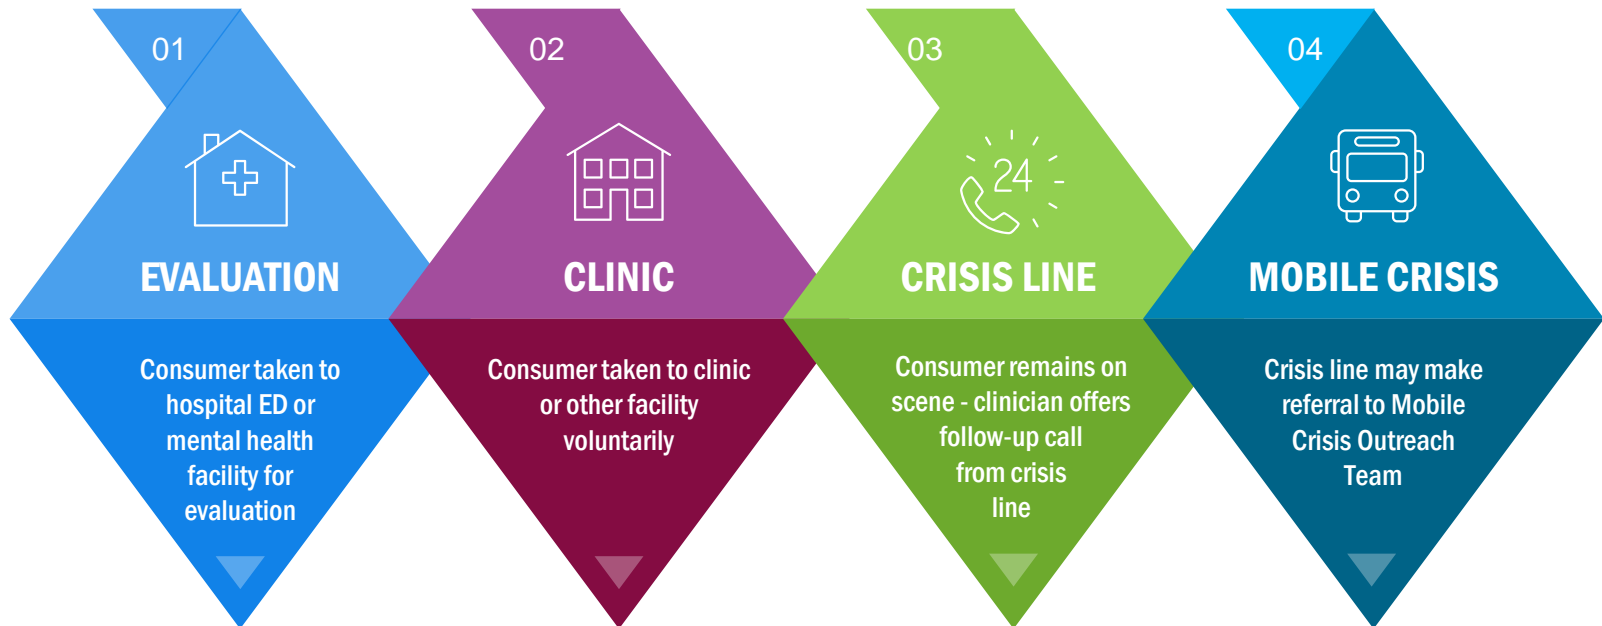 01
EVALUATION
Consumer taken to
hospital ED or
mental health
facility for
evaluation
02
CLINIC
Consumer taken to clinic
or other facility
voluntarily
03
24
CRISIS LINE
Consumer remains on
scene - clinician offers
follow-up call
from crisis
line
04
MOBILE CRISIS
Crisis line may make
referral to Mobile
Crisis Outreach
Team